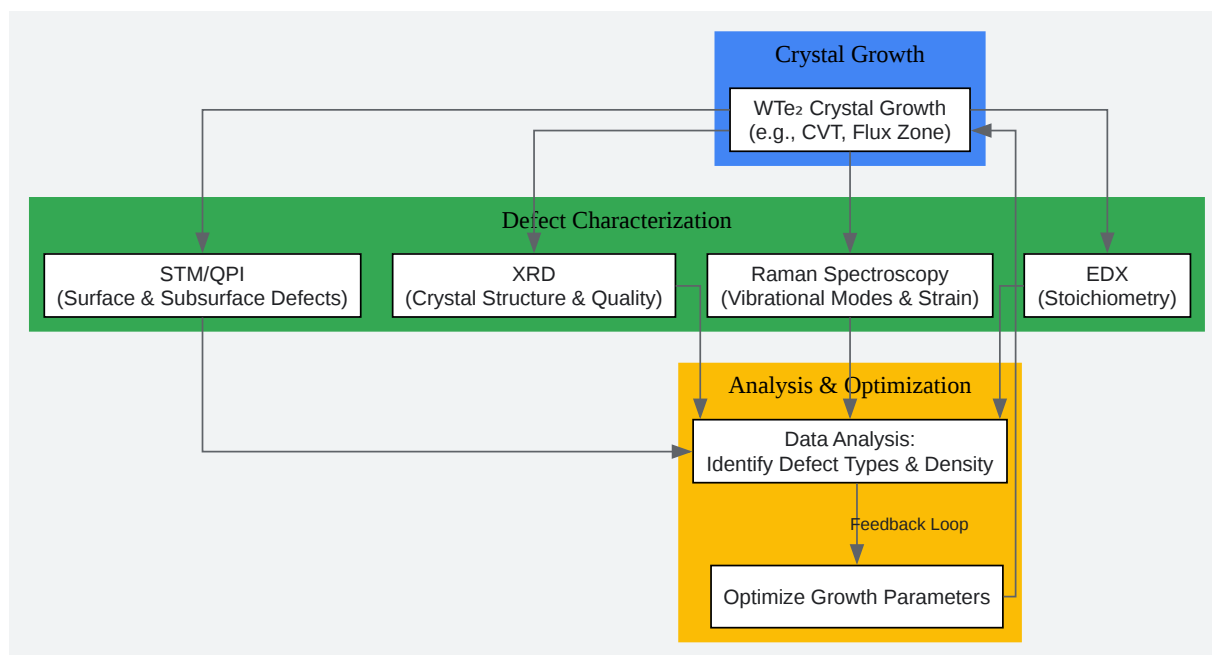 Crystal Growth
WTe₂ Crystal Growth
(e.g., CVT, Flux Zone)
Defect Characterization
STM/QPI
(Surface & Subsurface Defects)
XRD
(Crystal Structure & Quality)
Raman Spectroscopy
(Vibrational Modes & Strain)
EDX
(Stoichiometry)
Analysis & Optimization
Data Analysis:
Identify Defect Types & Density
Feedback Loop
Optimize Growth Parameters